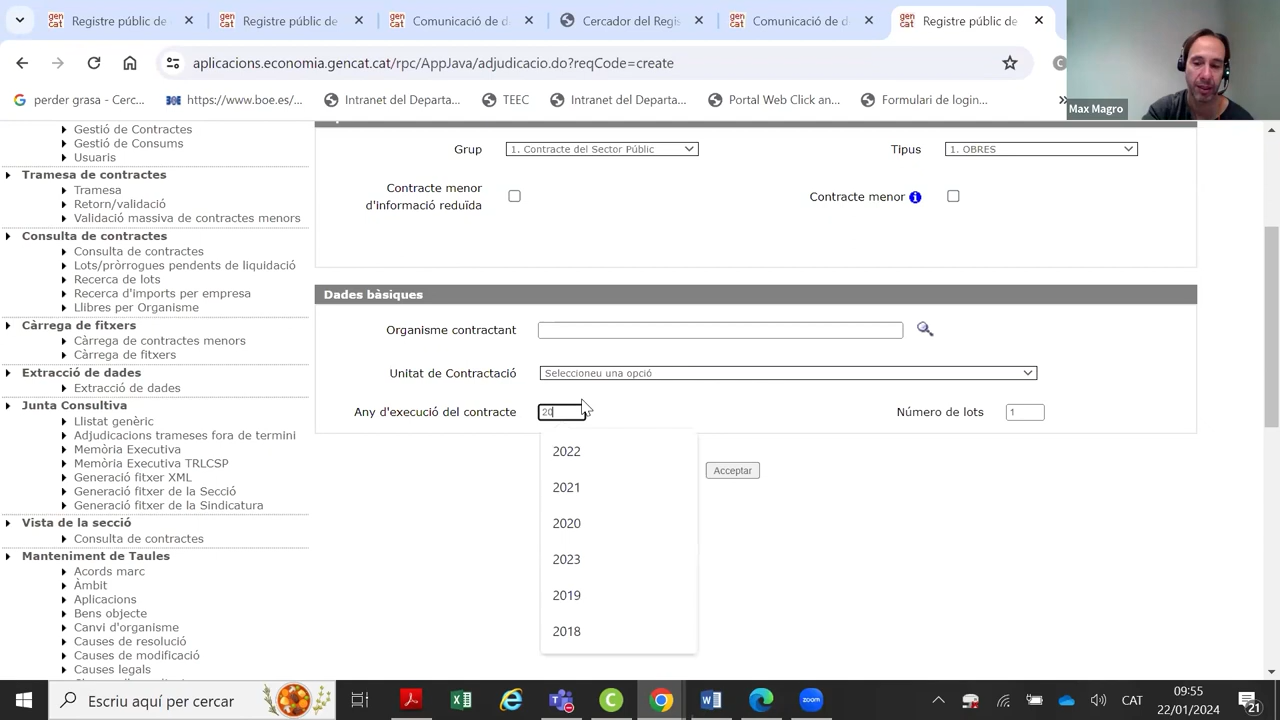 gencat Registre públic de
gencat Registre públic de
gencat Comunicació de d
Cercador del Regis
gencat Comunicació de d
gencat Registre públic de
aplicacions.economia.gencat.cat/rpc/AppJava/adjudicacio.do?reqCode=create
perder grasa - Cerc...
https://www.boe.es/...
Intranet del Departa...
TEEC
Intranet del Departa...
Portal Web Click an...
Formulari de login...
Max Magro
Gestió de Contractes
Gestió de Consums
Usuaris
Tramesa de contractes
Tramesa
Retorn/validació
Validació massiva de contractes menors
Consulta de contractes
Consulta de contractes
Lots/pròrrogues pendents de liquidació
Recerca de lots
Recerca d'imports per empresa
Llibres per Organisme
Càrrega de fitxers
Càrrega de contractes menors
Càrrega de fitxers
Extracció de dades
Extracció de dades
Junta Consultiva
Llistat genèric
Adjudicacions trameses fora de termini
Memòria Executiva
Memòria Executiva TRLCSP
Generació fitxer XML
Generació fitxer de la Secció
Generació fitxer de la Sindicatura
Vista de la secció
Consulta de contractes
Manteniment de Taules
Acords marc
Àmbit
Aplicacions
Bens objecte
Canvi d'organisme
Causes de resolució
Causes de modificació
Causes legals
Grup 1. Contracte del Sector Públic
Tipus 1. OBRES
Contracte menor
d'informació reduïda
Contracte menor
Dades bàsiques
Organisme contractant
Unitat de Contractació Seleccioneu una opció
Any d'execució del contracte 20
Número de lots 1
2022
2021
2020
2023
2019
2018
Acceptar
Escriu aquí per cercar
CAT
09:55
22/01/2024
21